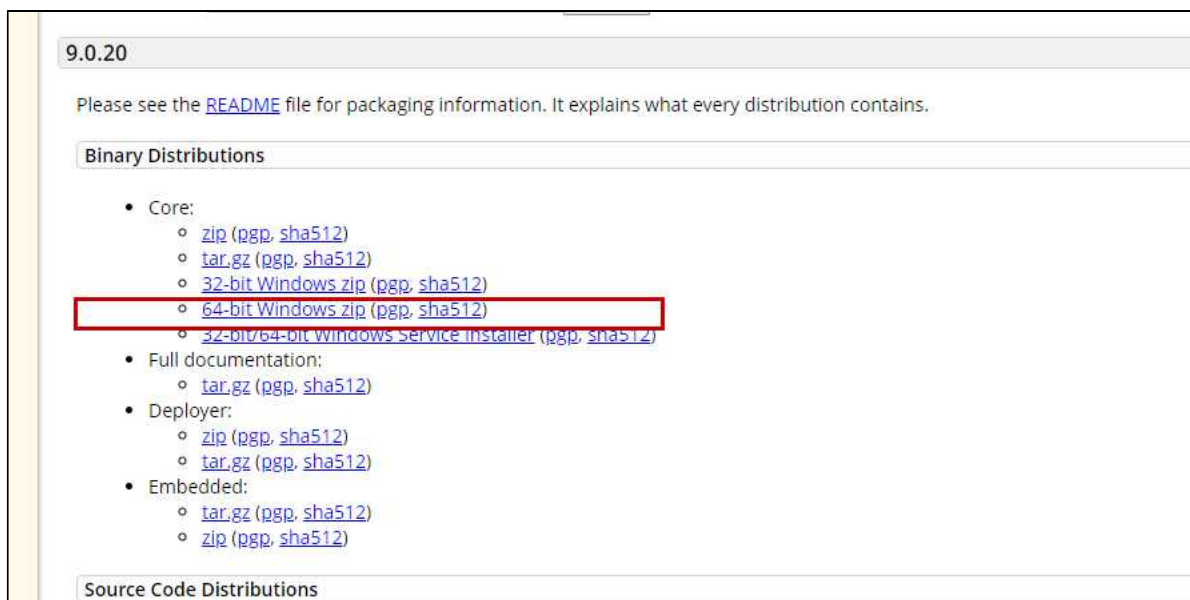 9.0.20
Please see the README file for packaging information. It explains what every distribution contains.
Binary Distributions
Core:
zip (pgp, sha512)
tar.gz (pgp, sha512)
32-bit Windows zip (pgp, sha512)
64-bit Windows zip (pgp, sha512)
32-bit/64-bit Windows Service Installer (pgp, sha512)
Full documentation:
tar.gz (pgp, sha512)
Deployer:
zip (pgp, sha512)
tar.gz (pgp, sha512)
Embedded:
tar.gz (pgp, sha512)
zip (pgp, sha512)
Source Code Distributions